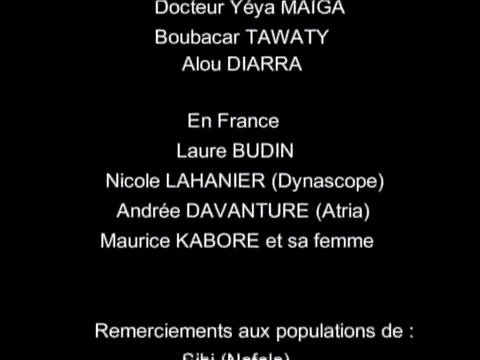 Docteur Yéya MAIGA
Boubacar TAWATY
Alou DIARRA
En France
Laure BUDIN
Nicole LAHANIER (Dynascope)
Andrée DAVANTURE (Atria)
Maurice KABORE et sa femme
Remerciements aux populations de :